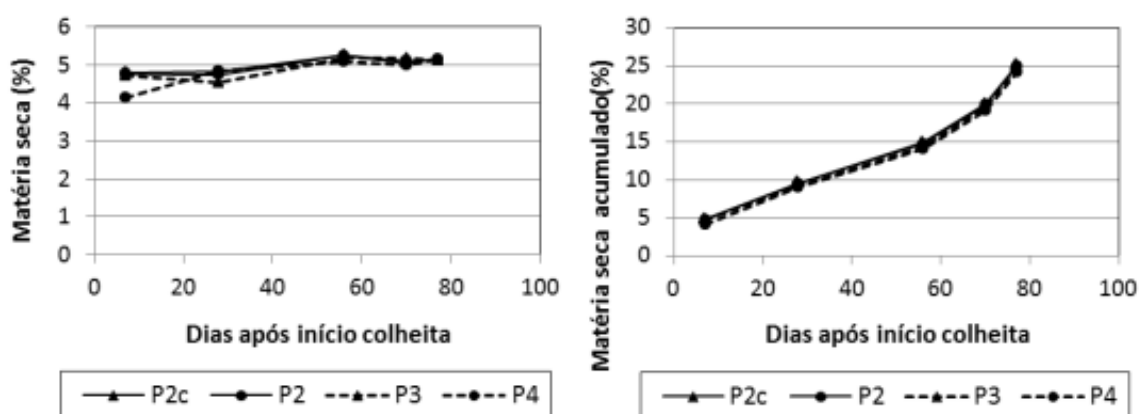 Matéria seca (%)
6
5
4
3
2
1
0
0 20 40 60 80 100
Dias após início colheita
P2c P2 P3 P4
Matéria seca acumulado(%)
30
25
20
15
10
5
0
0 20 40 60 80 100
Dias após início colheita
P2c P2 P3 P4